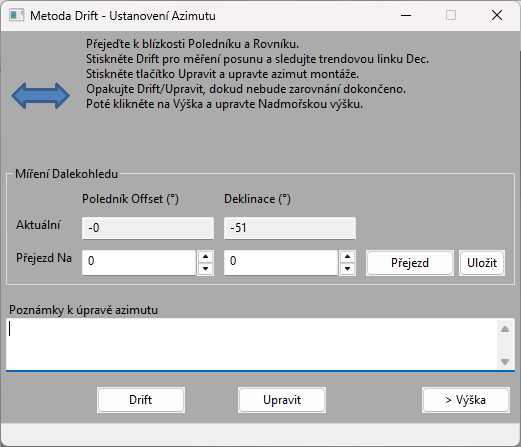 Metoda Drift - Ustanovení Azimutu
Přejeďte k blízkosti Poledníku a Rovníku.
Stiskněte Drift pro měření posunu a sledujte trendovou linku Dec.
Stiskněte tlačítko Upravit a upravte azimut montáže.
Opakujte Drift/Upravit, dokud nebude zarovnání dokončeno.
Poté klikněte na Výška a upravte Nadmořskou výšku.
Míření Dalekohledu
Poledník Offset (°) Deklinace (°)
Aktuální -0 -51
Přejezd Na 0 0 Přejezd Uložit
Poznámky k úpravě azimutu
Drift Upravit > Výška